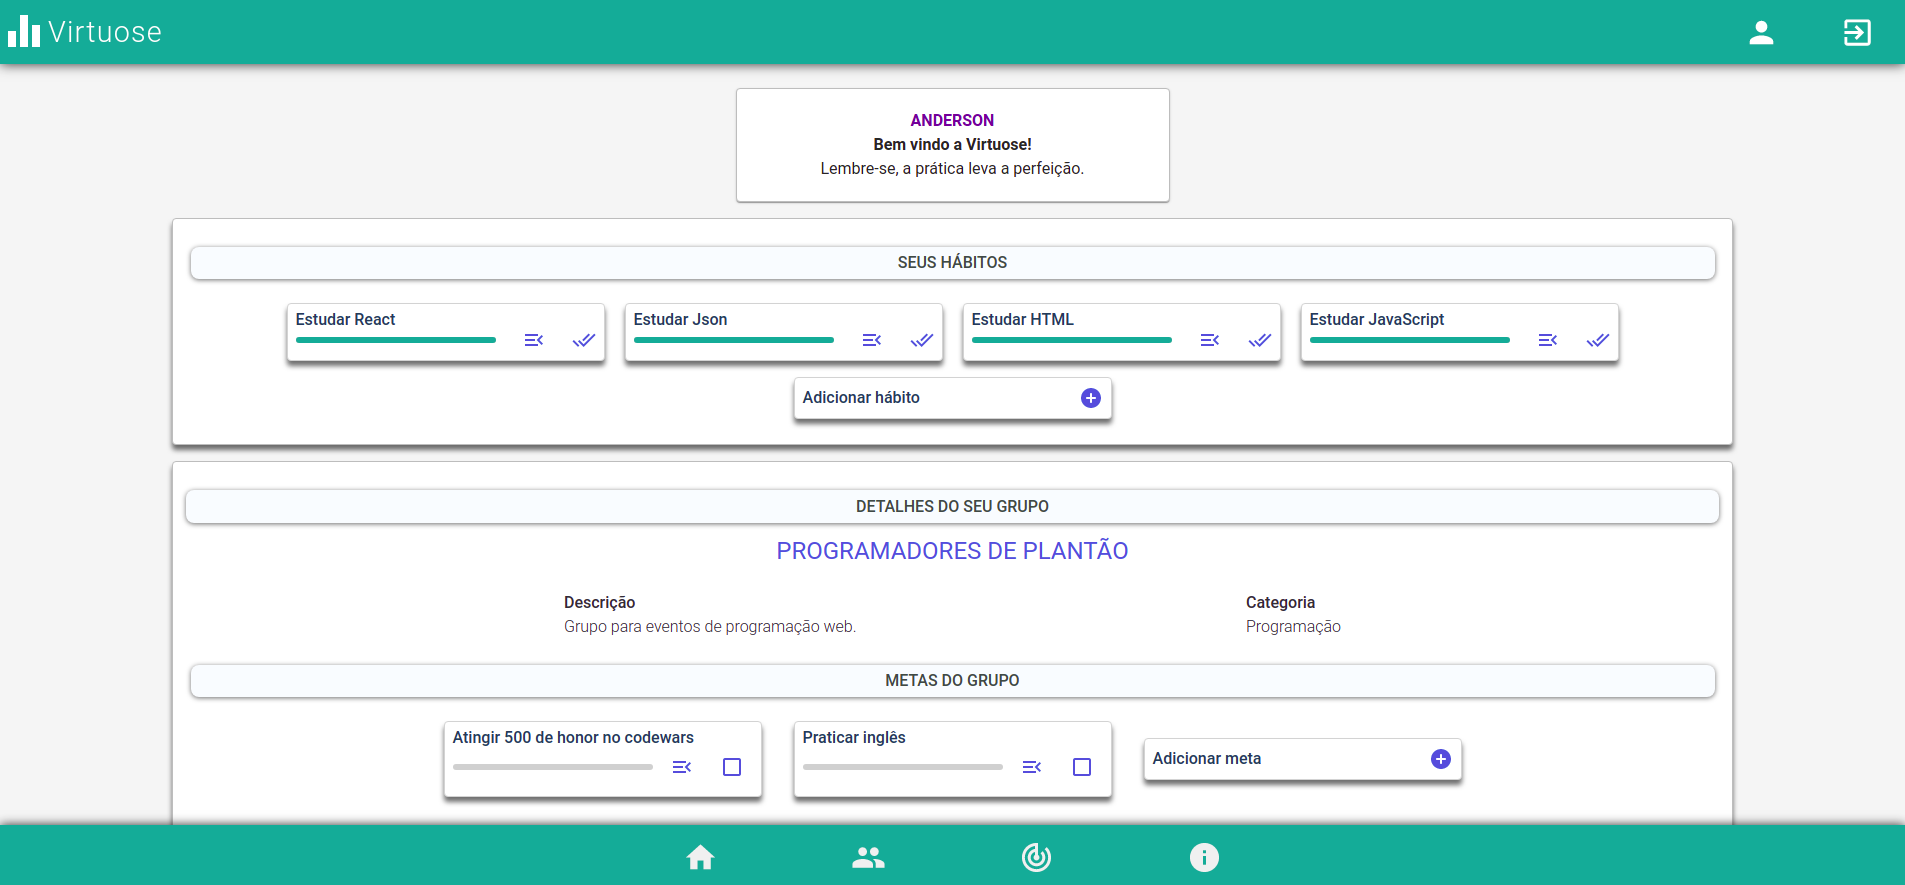 Virtuose
ANDERSON
Bem vindo a Virtuose!
Lembre-se, a prática leva a perfeição.
SEUS HÁBITOS
Estudar React
Estudar Json
Estudar HTML
Estudar JavaScript
Adicionar hábito
DETALHES DO SEU GRUPO
PROGRAMADORES DE PLANTÃO
Descrição
Grupo para eventos de programação web.
Categoria
Programação
METAS DO GRUPO
Atingir 500 de honor no codewars
Praticar inglês
Adicionar meta